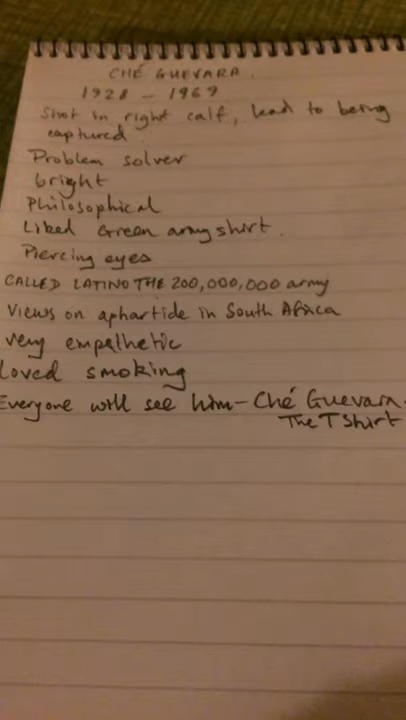 CHÉ GUEVARA.
1928 - 1969
Shot in right calf, lead to being
captured.
Problem solver
bright
Philosophical
Liked Green army shirt.
Piercing eyes
CALLED LATINO THE 200,000,000 army
Views on aphartide in South Africa
very empathetic
Loved smoking
Everyone will see him - Ché Guevara -
The T Shirt